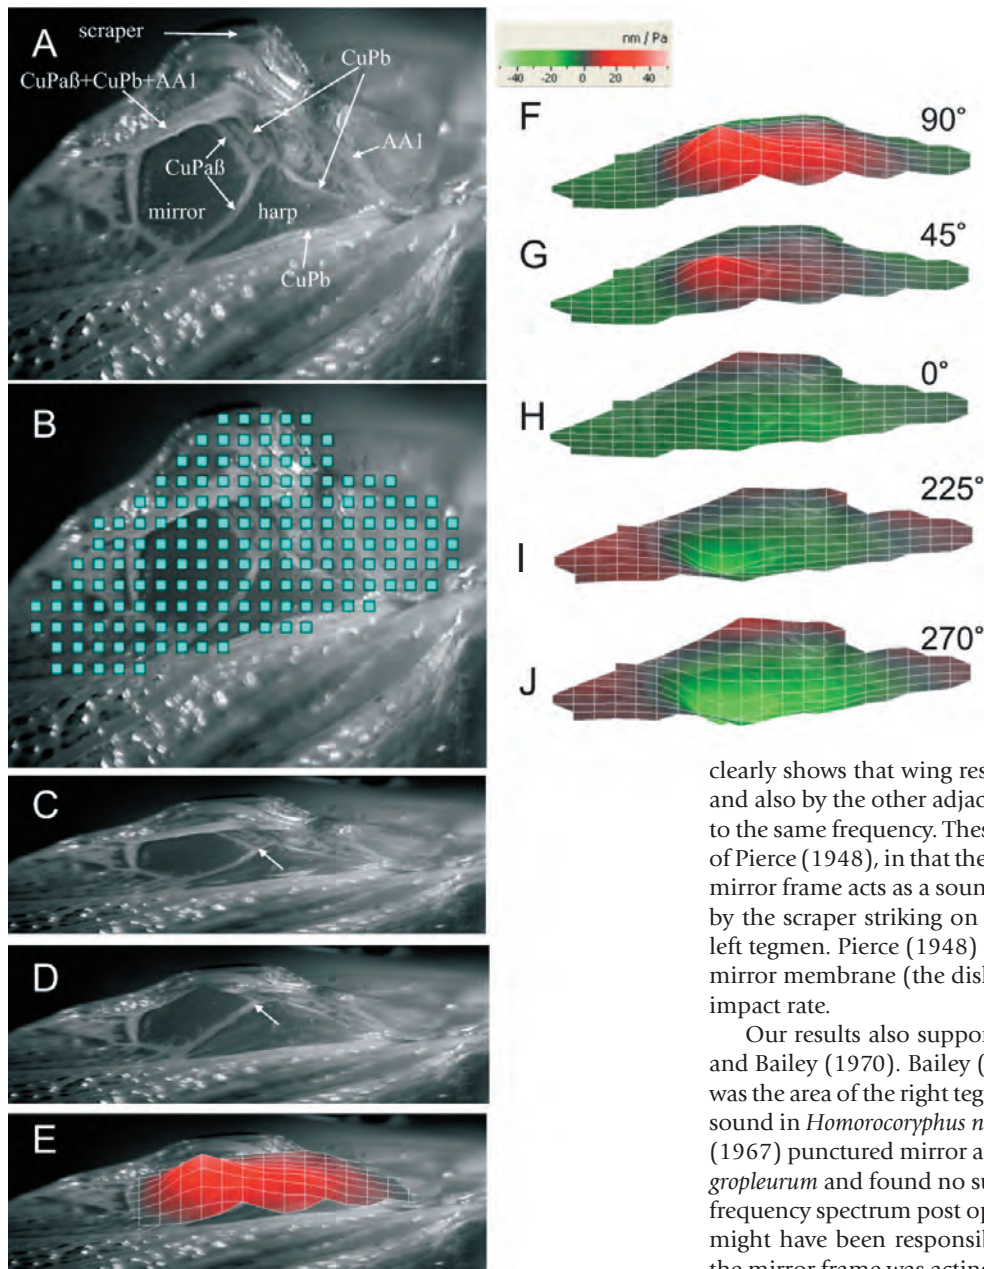 A
scraper
CuPb
CuPaß+CuPb+AA1
AA1
CuPaß
mirror
harp
CuPb
B
C
D
E
nm / Pa
-40 -20 0 20 40
F
90°
G
45°
H
0°
I
225°
J
270°
clearly shows that wing res
and also by the other adjac
to the same frequency. Thes
of Pierce (1948), in that the
mirror frame acts as a soun
by the scraper striking on
left tegmen. Pierce (1948)
mirror membrane (the disl
impact rate.
Our results also suppor
and Bailey (1970). Bailey (
was the area of the right teg
sound in Homorocoryphus n
(1967) punctured mirror a
gropleurum and found no su
frequency spectrum post op
might have been responsib
the mirror frame was actin